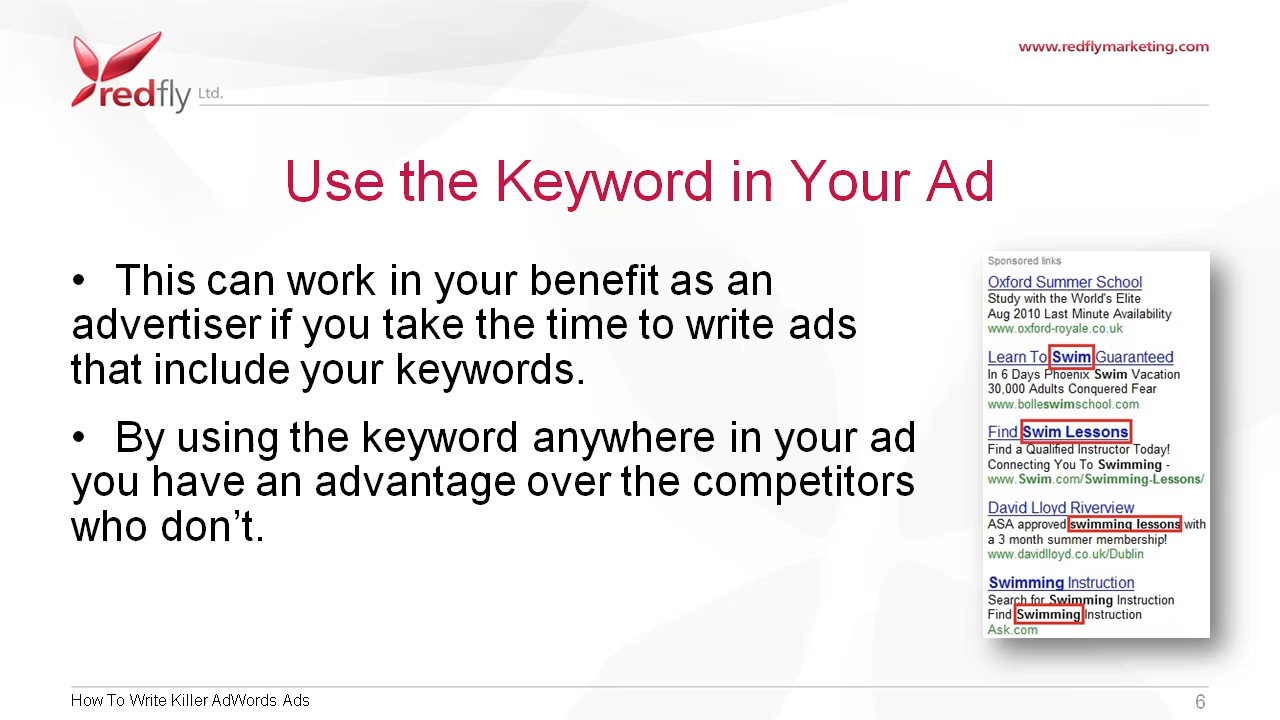 www.redflymarketing.com
redfly Ltd.
Use the Keyword in Your Ad
• This can work in your benefit as an
advertiser if you take the time to write ads
that include your keywords.
• By using the keyword anywhere in your ad
you have an advantage over the competitors
who don’t.
Sponsored links
Oxford Summer School
Study with the World's Elite
Aug 2010 Last Minute Availability
www.oxford-royale.co.uk
Learn To Swim Guaranteed
In 6 Days Phoenix Swim Vacation
30,000 Adults Conquered Fear
www.bolleswimschool.com
Find Swim Lessons
Find a Qualified Instructor Today!
Connecting You To Swimming -
www.Swim.com/Swimming-Lessons/
David Lloyd Riverview
ASA approved swimming lessons with
a 3 month summer membership!
www.davidlloyd.co.uk/Dublin
Swimming Instruction
Search for Swimming Instruction
Find Swimming Instruction
Ask.com
How To Write Killer AdWords Ads
6